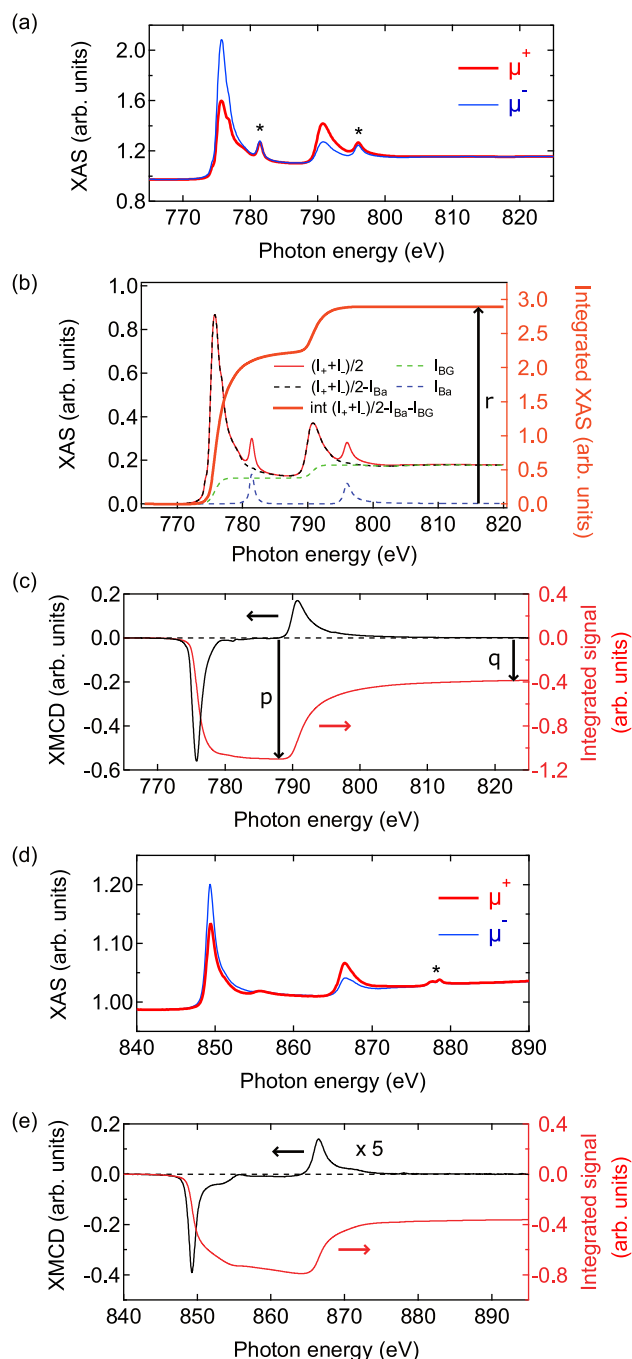 (a)
XAS (arb. units)
2.0
1.6
1.2
0.8
μ+
μ-
*
*
770 780 790 800 810 820
Photon energy (eV)
(b)
XAS (arb. units)
1.0
0.8
0.6
0.4
0.2
0.0
(I₊+I₋)/2
(I₊+I₋)/2-I_Ba
int (I₊+I₋)/2-I_Ba-I_BG
I_BG
I_Ba
r
3.0
2.5
2.0
1.5
1.0
0.5
0.0
Integrated XAS (arb. units)
770 780 790 800 810 820
Photon energy (eV)
(c)
XMCD (arb. units)
0.2
0.0
-0.2
-0.4
-0.6
p
q
0.4
0.0
-0.4
-0.8
-1.2
Integrated signal
(arb. units)
770 780 790 800 810 820
Photon energy (eV)
(d)
XAS (arb. units)
1.20
1.10
1.00
μ+
μ-
*
840 850 860 870 880 890
Photon energy (eV)
(e)
XMCD (arb. units)
0.2
0.0
-0.2
-0.4
x 5
0.4
0.0
-0.4
-0.8
Integrated signal
(arb. units)
840 850 860 870 880 890
Photon energy (eV)